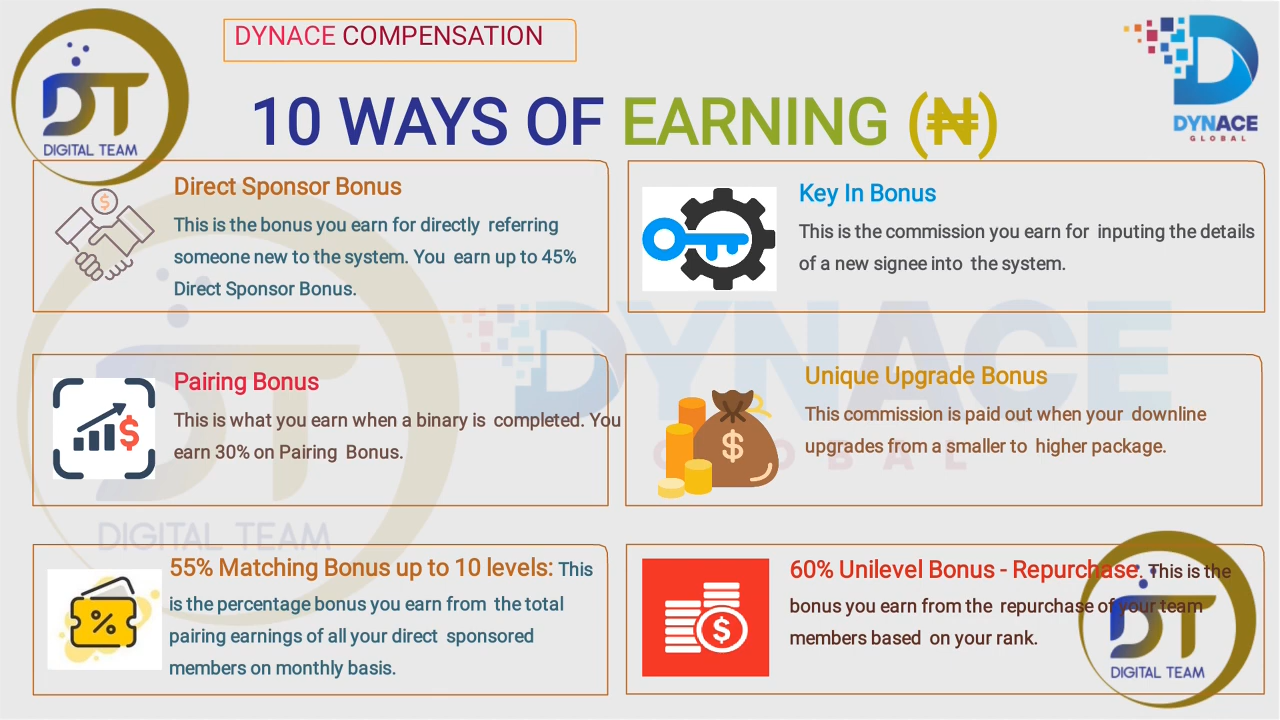 DYNACE COMPENSATION
10 WAYS OF EARNING (₦)
DT
DIGITAL TEAM
D
DYNACE
GLOBAL
Direct Sponsor Bonus
This is the bonus you earn for directly referring
someone new to the system. You earn up to 45%
Direct Sponsor Bonus.
Key In Bonus
This is the commission you earn for inputing the details
of a new signee into the system.
Pairing Bonus
This is what you earn when a binary is completed. You
earn 30% on Pairing Bonus.
Unique Upgrade Bonus
This commission is paid out when your downline
upgrades from a smaller to higher package.
55% Matching Bonus up to 10 levels: This
is the percentage bonus you earn from the total
pairing earnings of all your direct sponsored
members on monthly basis.
60% Unilevel Bonus - Repurchase. This is the
bonus you earn from the repurchase of your team
members based on your rank.
DT
DIGITAL TEAM
DT
DIGITAL TEAM
DYNACE
GLOBAL